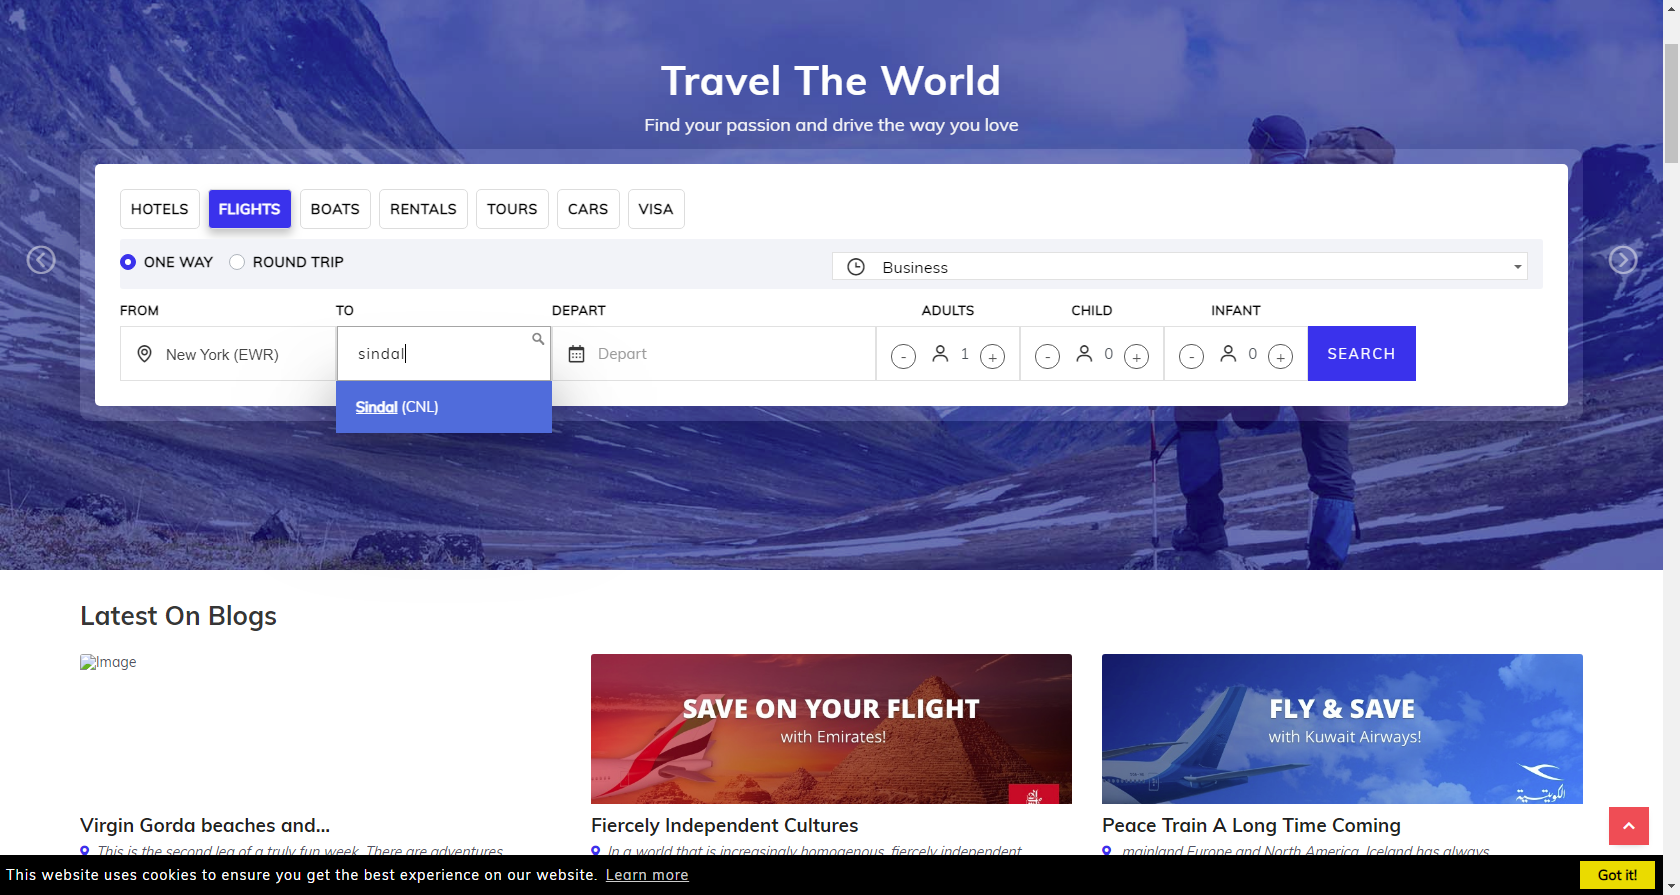 Travel The World
Find your passion and drive the way you love
HOTELS FLIGHTS BOATS RENTALS TOURS CARS VISA
ONE WAY ROUND TRIP Business
FROM TO DEPART ADULTS CHILD INFANT
New York (EWR) sindal Depart - 1 + - 0 + - 0 + SEARCH
Sindal (CNL)
Latest On Blogs
Image
SAVE ON YOUR FLIGHT
with Emirates!
FLY & SAVE
with Kuwait Airways!
الكويتية
Virgin Gorda beaches and...
Fiercely Independent Cultures
Peace Train A Long Time Coming
This is the second leg of a truly fun week. There are adventures
In a world that is increasingly homogenous, fiercely independent
mainland Europe and North America, Iceland has always
This website uses cookies to ensure you get the best experience on our website. Learn more Got it!